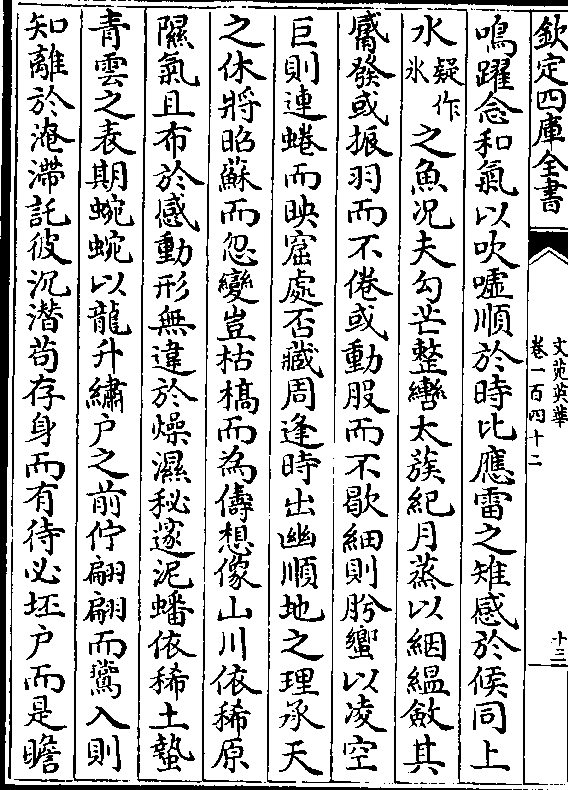 欽定四庫全書
文苑英華
卷一百四十二
十三
鳴躍念和氣以吹噓順於時比應雷之雉感於候同上
水疑作氷之魚况夫勾芒整轡太蔟紀月蒸以絪緼敵其
觱發或振羽而不倦或動股而不歇細則肹蠁以凌空
巨則連蜷而映窟處否藏周逢時出幽順地之理承天
之休將昭蘇而忽變豈枯槁而為儔想像山川依稀原
隰氣且布於感動形無違於燥濕秘邃泥蟠依稀土蟄
青雲之表期蜿蜿以龍升繡户之前佇翩翩而鷰入則
知離於淹滯託彼沉潛苟存身而有待必坯户而是瞻